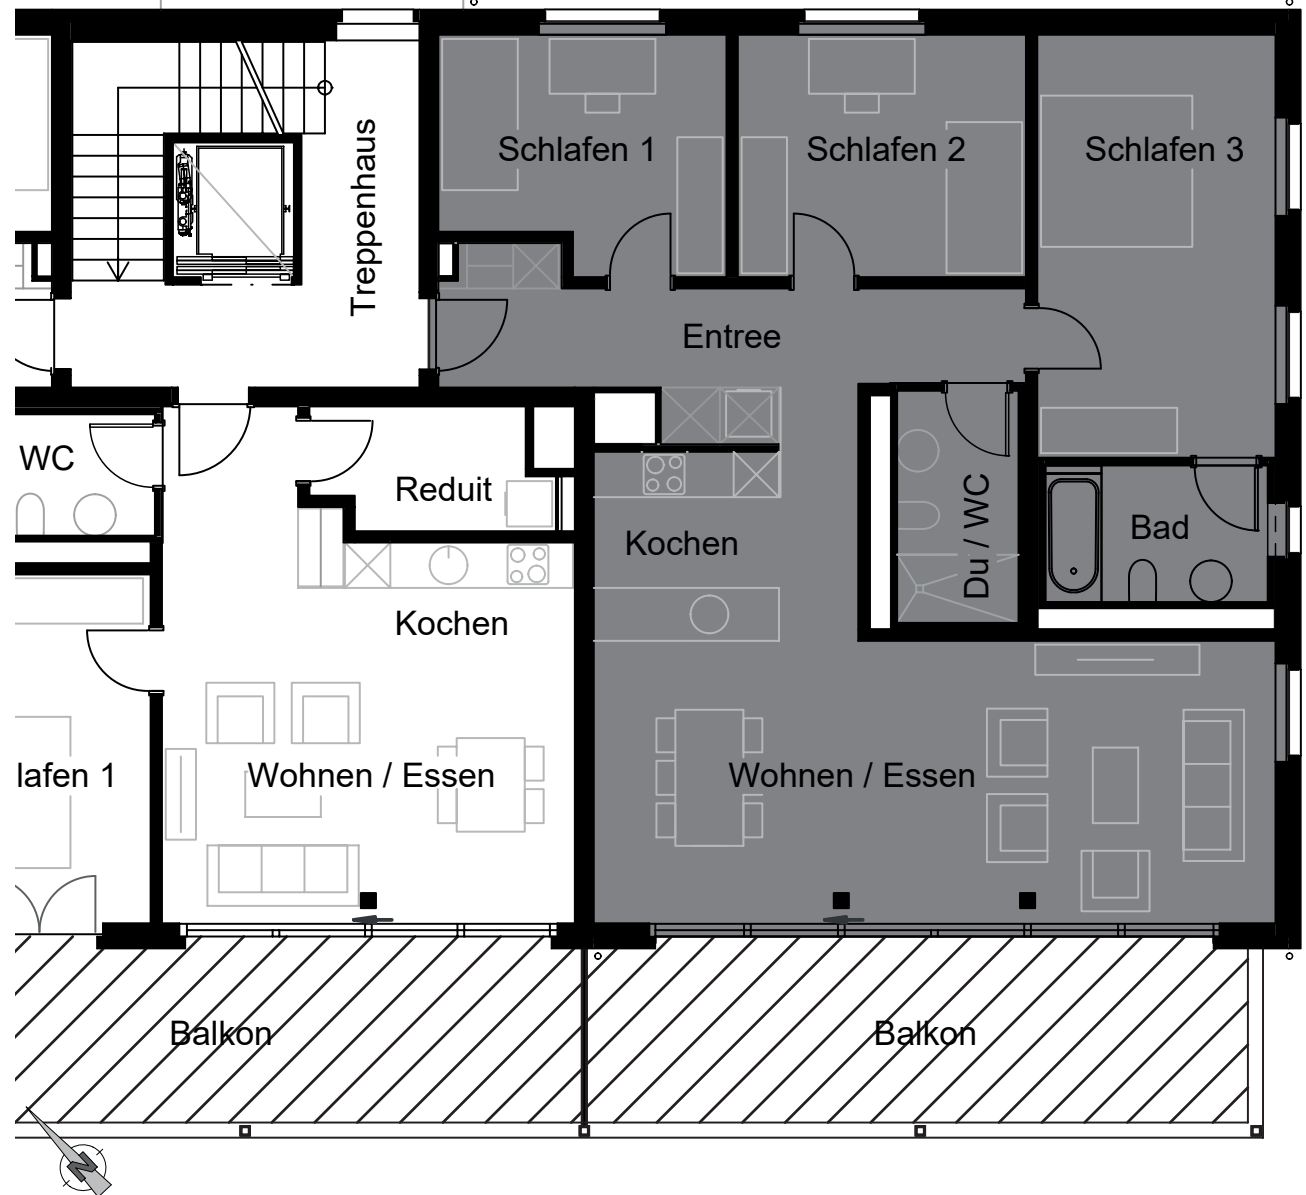 Schlafen 1
Schlafen 2
Schlafen 3
Treppenhaus
Entree
WC
Reduit
Kochen
Du / WC
Bad
Kochen
lafen 1
Wohnen / Essen
Wohnen / Essen
Balkon
Balkon
N